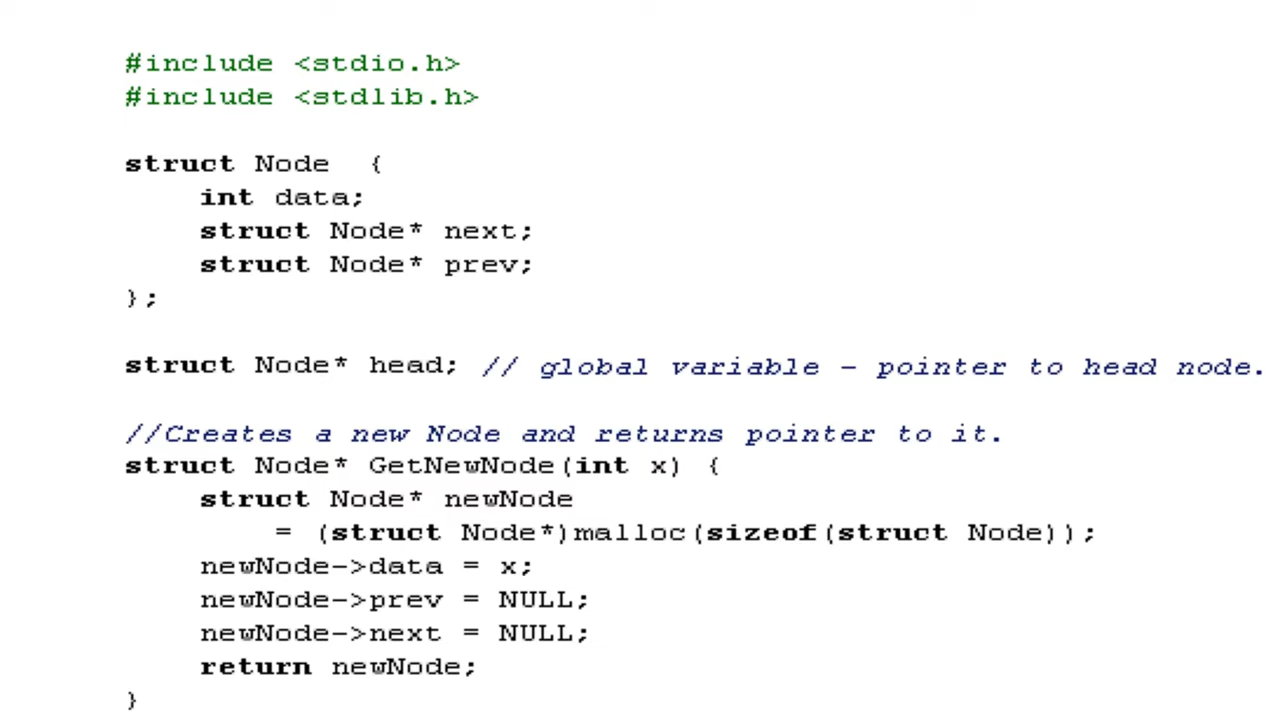 #include <stdio.h>
#include <stdlib.h>
struct Node  {
int data;
struct Node* next;
struct Node* prev;
};
struct Node* head; // global variable - pointer to head node.
//Creates a new Node and returns pointer to it.
struct Node* GetNewNode(int x) {
struct Node* newNode
= (struct Node*)malloc(sizeof(struct Node));
newNode->data = x;
newNode->prev = NULL;
newNode->next = NULL;
return newNode;
}